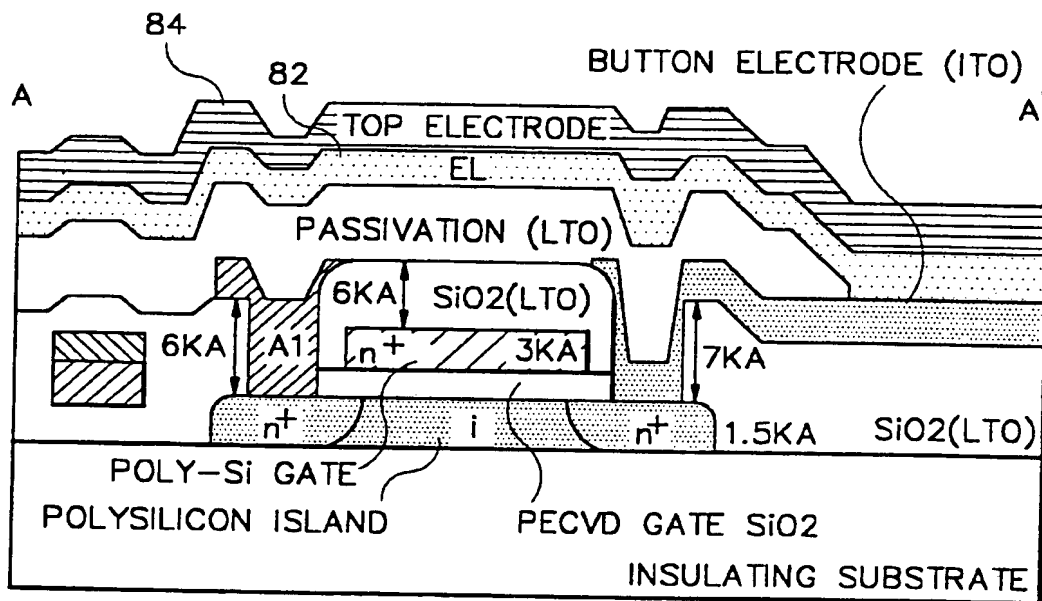 84
82
BUTTON ELECTRODE (ITO)
A
A'
TOP ELECTRODE
EL
PASSIVATION (LTO)
6KA
SiO2(LTO)
6KA
A1
n+
3KA
7KA
n+
i
n+
1.5KA
SiO2(LTO)
POLY-Si GATE
POLYSILICON ISLAND
PECVD GATE SiO2
INSULATING SUBSTRATE